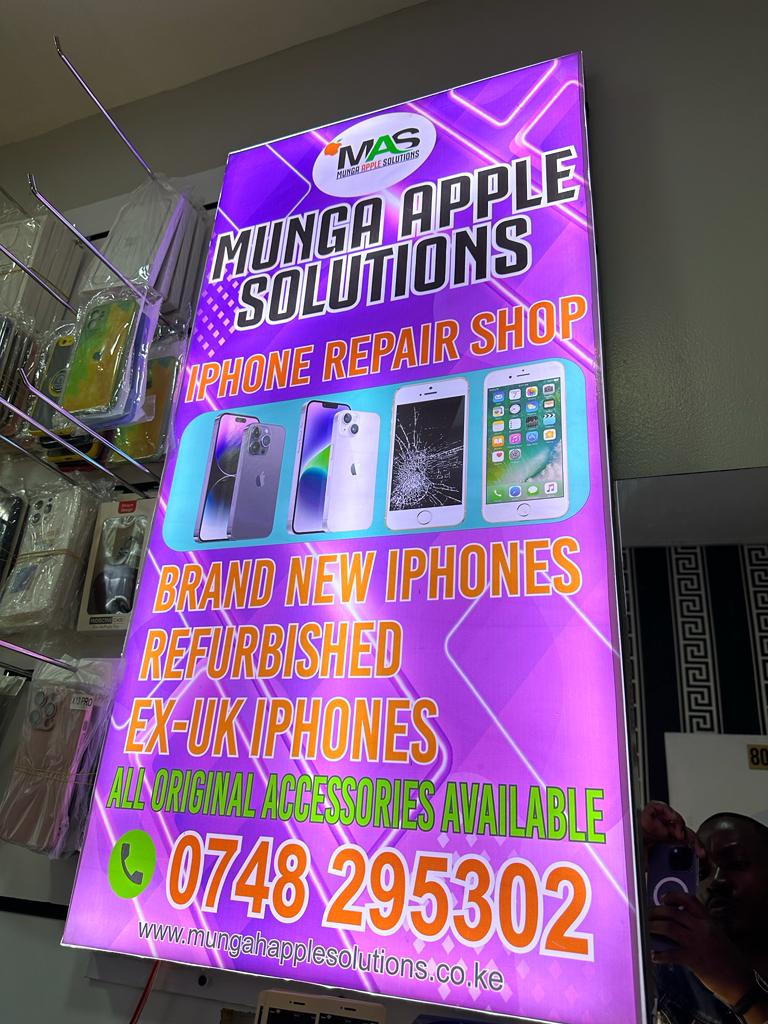 MAS
MUNGA APPLE SOLUTIONS
MUNGA APPLE
SOLUTIONS
IPHONE REPAIR SHOP
BRAND NEW IPHONES
REFURBISHED
EX-UK IPHONES
ALL ORIGINAL ACCESSORIES AVAILABLE
0748 295302
www.mungahapplesolutions.co.ke
80